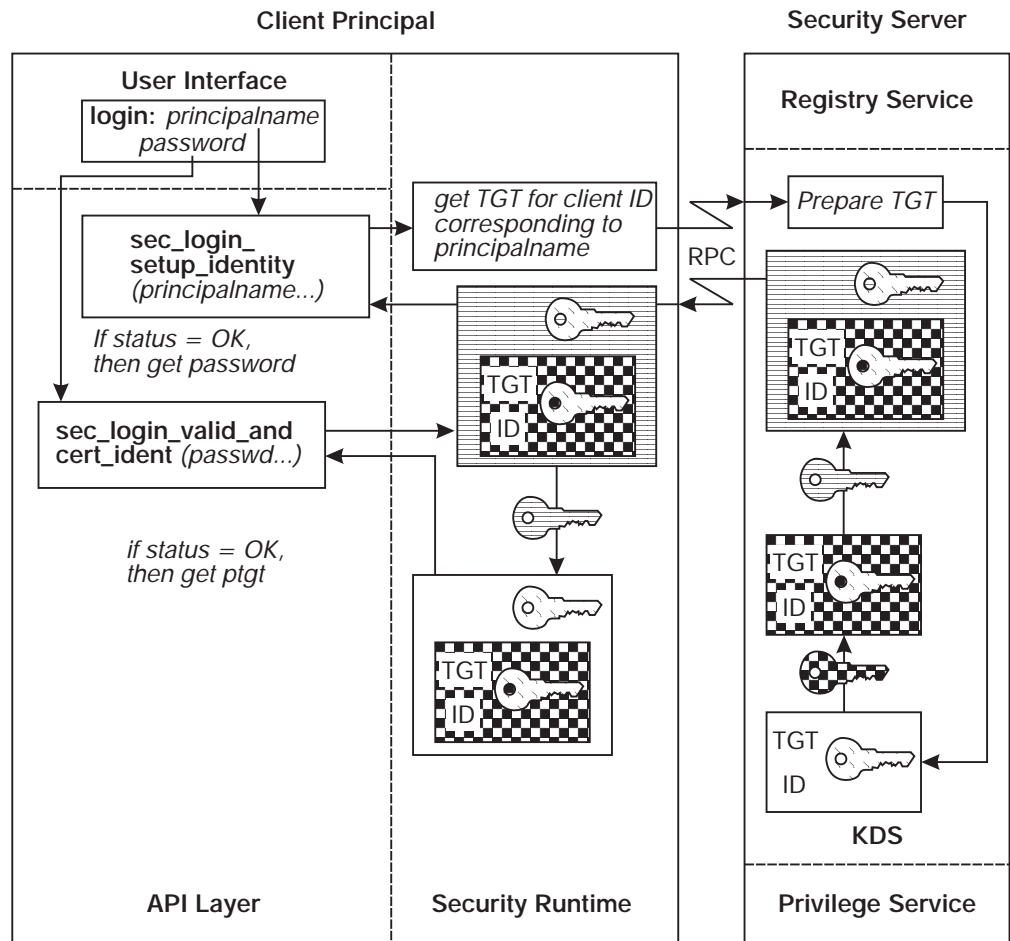 Client Principal
Security Server
User Interface
login: principalname
password
Registry Service
get TGT for client ID
corresponding to
principalname
Prepare TGT
RPC
sec_login_
setup_identity
(principalname...)
If status = OK,
then get password
TGT
ID
TGT
ID
sec_login_valid_and
cert_ident (passwd...)
if status = OK,
then get ptgt
TGT
ID
TGT
ID
TGT
ID
KDS
API Layer
Security Runtime
Privilege Service